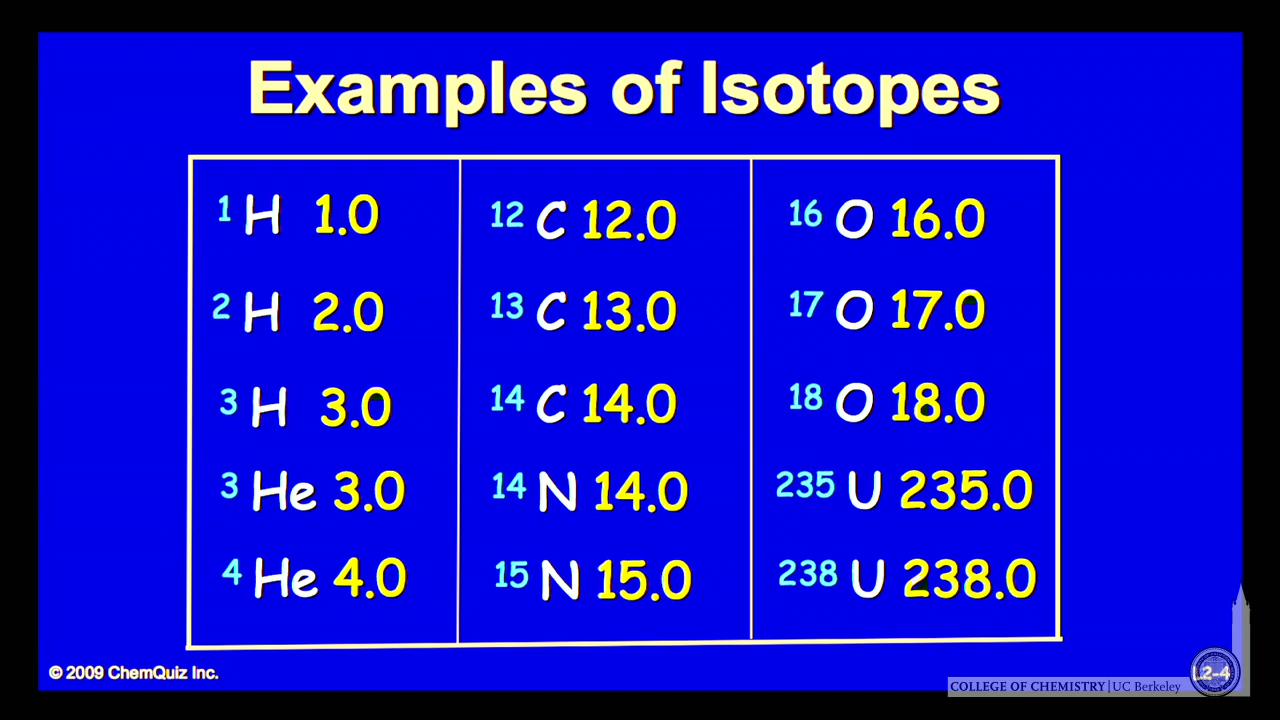 Examples of Isotopes
1 H 1.0
2 H 2.0
3 H 3.0
3 He 3.0
4 He 4.0
12 C 12.0
13 C 13.0
14 C 14.0
14 N 14.0
15 N 15.0
16 O 16.0
17 O 17.0
18 O 18.0
235 U 235.0
238 U 238.0
© 2009 ChemQuiz Inc.
L2-4
COLLEGE OF CHEMISTRY | UC Berkeley